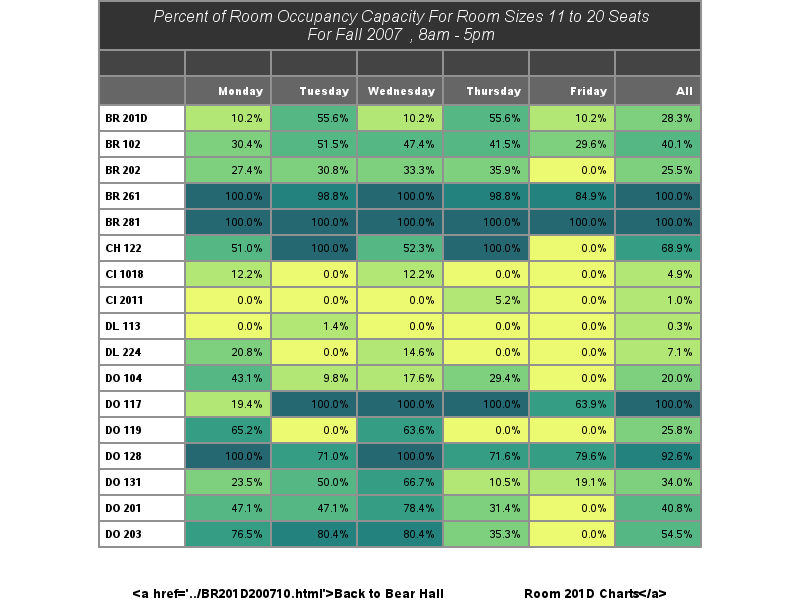 Percent of Room Occupancy Capacity For Room Sizes 11 to 20 Seats
For Fall 2007 , 8am - 5pm
Monday Tuesday Wednesday Thursday Friday All
BR 201D 10.2% 55.6% 10.2% 55.6% 10.2% 28.3%
BR 102 30.4% 51.5% 47.4% 41.5% 29.6% 40.1%
BR 202 27.4% 30.8% 33.3% 35.9% 0.0% 25.5%
BR 261 100.0% 98.8% 100.0% 98.8% 84.9% 100.0%
BR 281 100.0% 100.0% 100.0% 100.0% 100.0% 100.0%
CH 122 51.0% 100.0% 52.3% 100.0% 0.0% 68.9%
CI 1018 12.2% 0.0% 12.2% 0.0% 0.0% 4.9%
CI 2011 0.0% 0.0% 0.0% 5.2% 0.0% 1.0%
DL 113 0.0% 1.4% 0.0% 0.0% 0.0% 0.3%
DL 224 20.8% 0.0% 14.6% 0.0% 0.0% 7.1%
DO 104 43.1% 9.8% 17.6% 29.4% 0.0% 20.0%
DO 117 19.4% 100.0% 100.0% 100.0% 63.9% 100.0%
DO 119 65.2% 0.0% 63.6% 0.0% 0.0% 25.8%
DO 128 100.0% 71.0% 100.0% 71.6% 79.6% 92.6%
DO 131 23.5% 50.0% 66.7% 10.5% 19.1% 34.0%
DO 201 47.1% 47.1% 78.4% 31.4% 0.0% 40.8%
DO 203 76.5% 80.4% 80.4% 35.3% 0.0% 54.5%
<a href='../BR201D200710.html'>Back to Bear Hall Room 201D Charts</a>